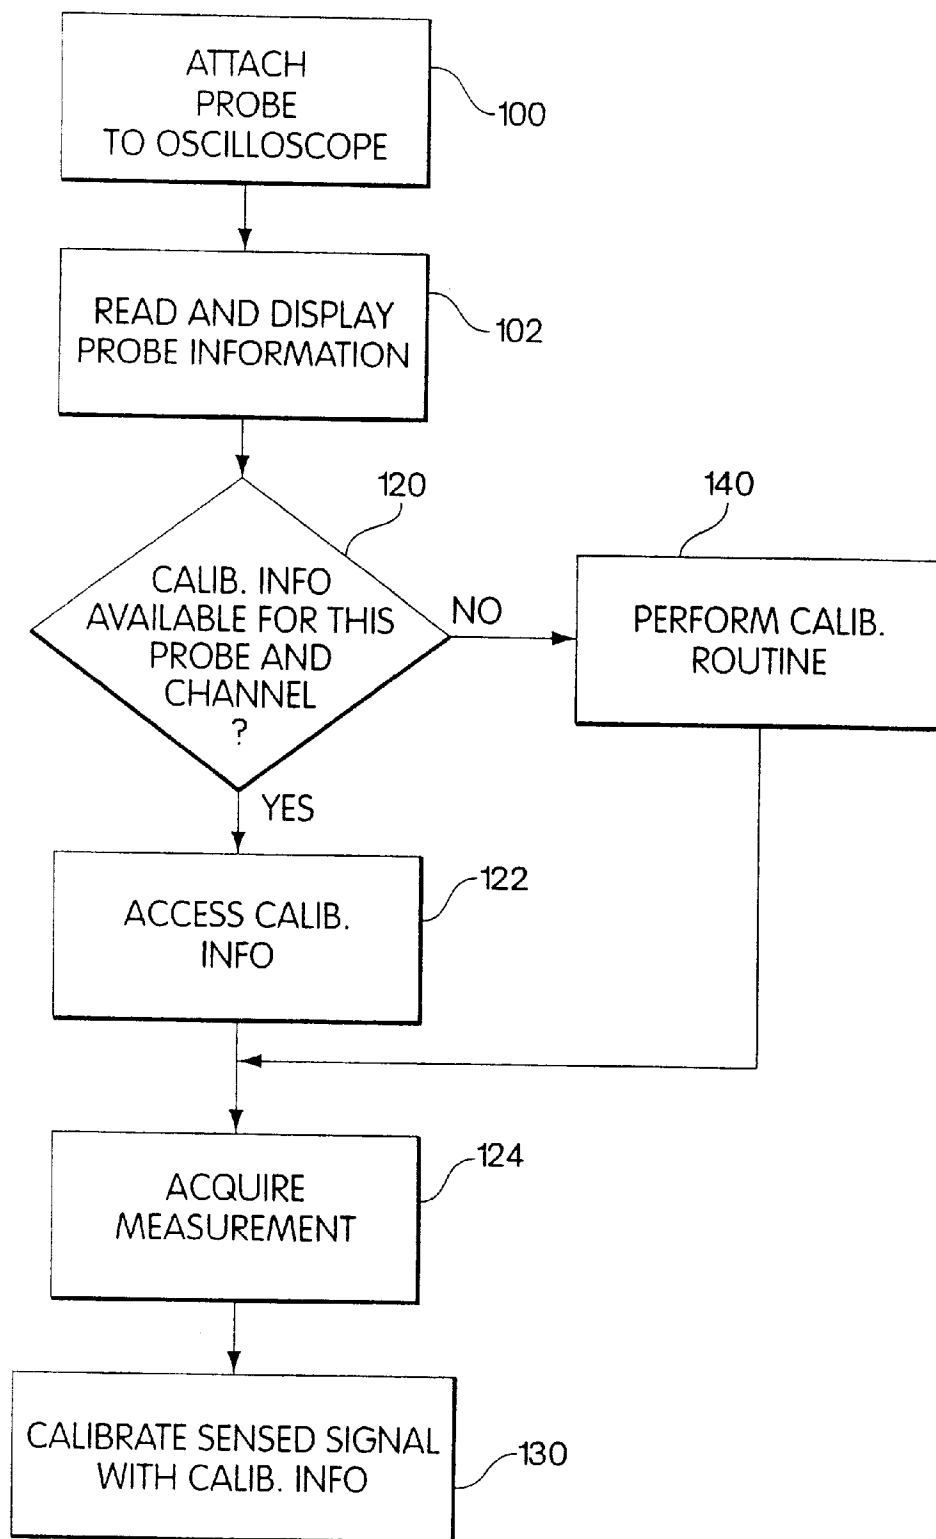 ATTACH
PROBE
TO OSCILLOSCOPE
100
READ AND DISPLAY
PROBE INFORMATION
102
120
CALIB. INFO
AVAILABLE FOR THIS
PROBE AND
CHANNEL
?
NO
140
PERFORM CALIB.
ROUTINE
YES
ACCESS CALIB.
INFO
122
ACQUIRE
MEASUREMENT
124
CALIBRATE SENSED SIGNAL
WITH CALIB. INFO
130